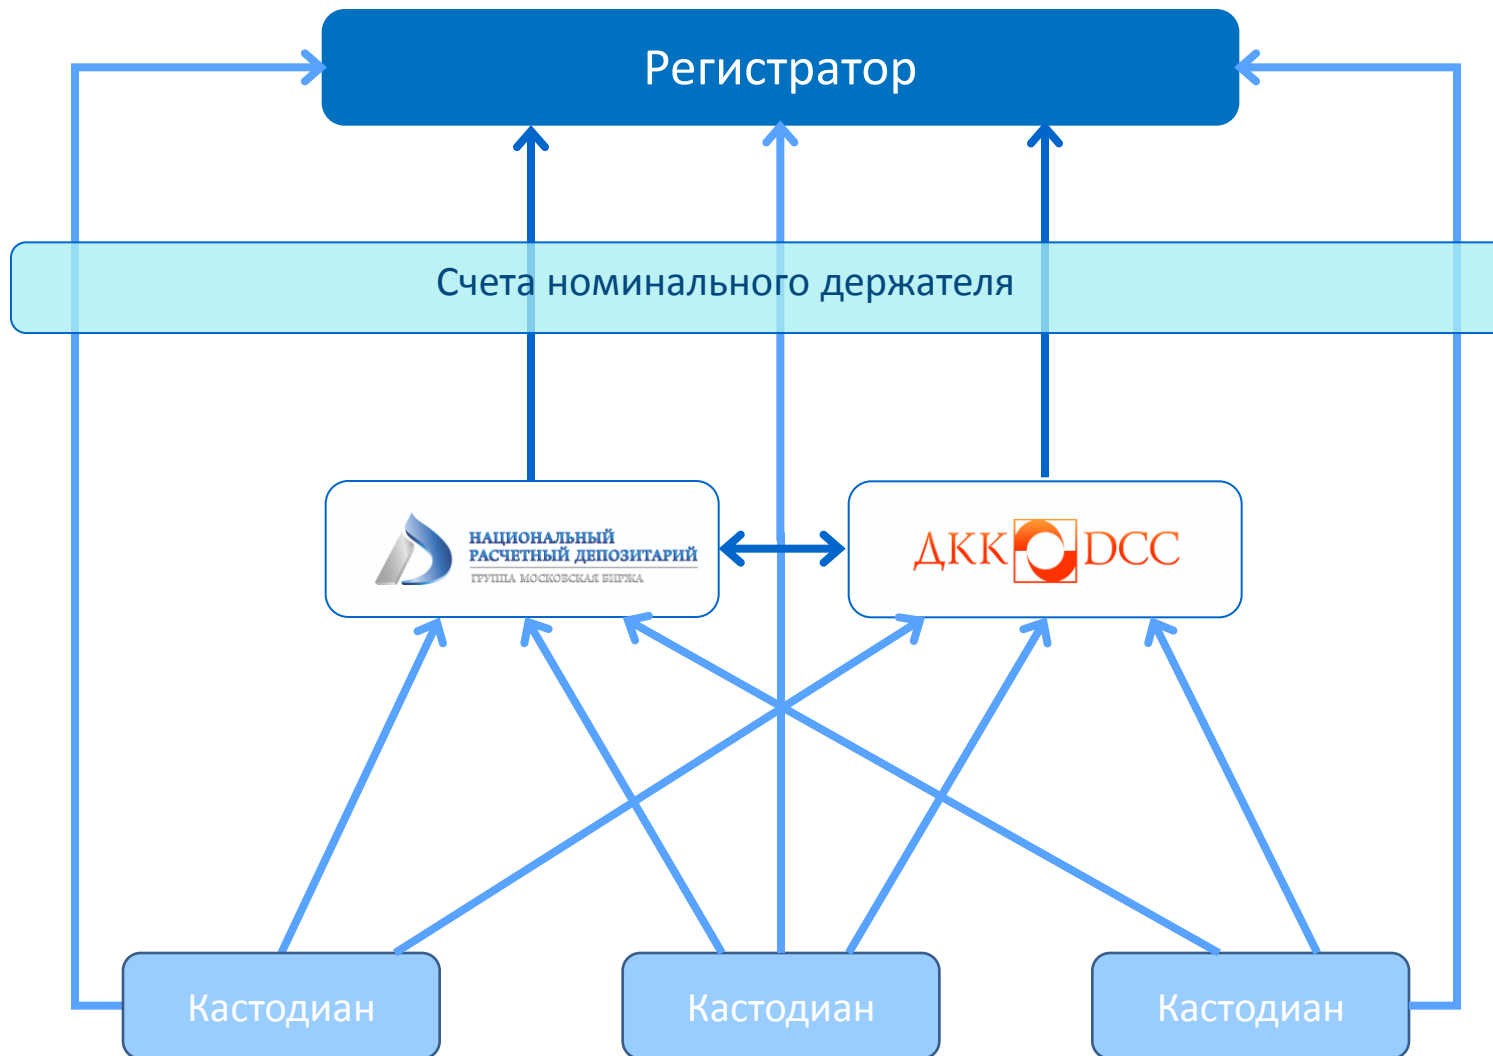 Регистратор
Счета номинального держателя
НАЦИОНАЛЬНЫЙ
РАСЧЕТНЫЙ ДЕПОЗИТАРИЙ
ГРУППА МОСКОВСКАЯ БИРЖА
ДКК DCC
Кастодиан
Кастодиан
Кастодиан